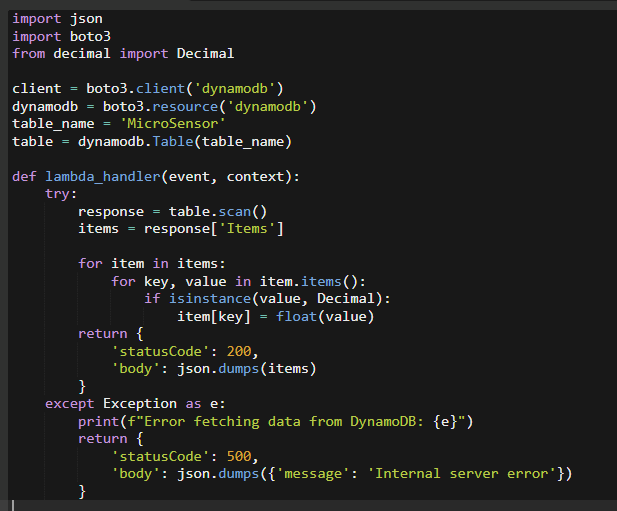 import json
import boto3
from decimal import Decimal

client = boto3.client('dynamodb')
dynamodb = boto3.resource('dynamodb')
table_name = 'MicroSensor'
table = dynamodb.Table(table_name)

def lambda_handler(event, context):
    try:
        response = table.scan()
        items = response['Items']

        for item in items:
            for key, value in item.items():
                if isinstance(value, Decimal):
                    item[key] = float(value)
        return {
            'statusCode': 200,
            'body': json.dumps(items)
        }
    except Exception as e:
        print(f"Error fetching data from DynamoDB: {e}")
        return {
            'statusCode': 500,
            'body': json.dumps({'message': 'Internal server error'})
        }